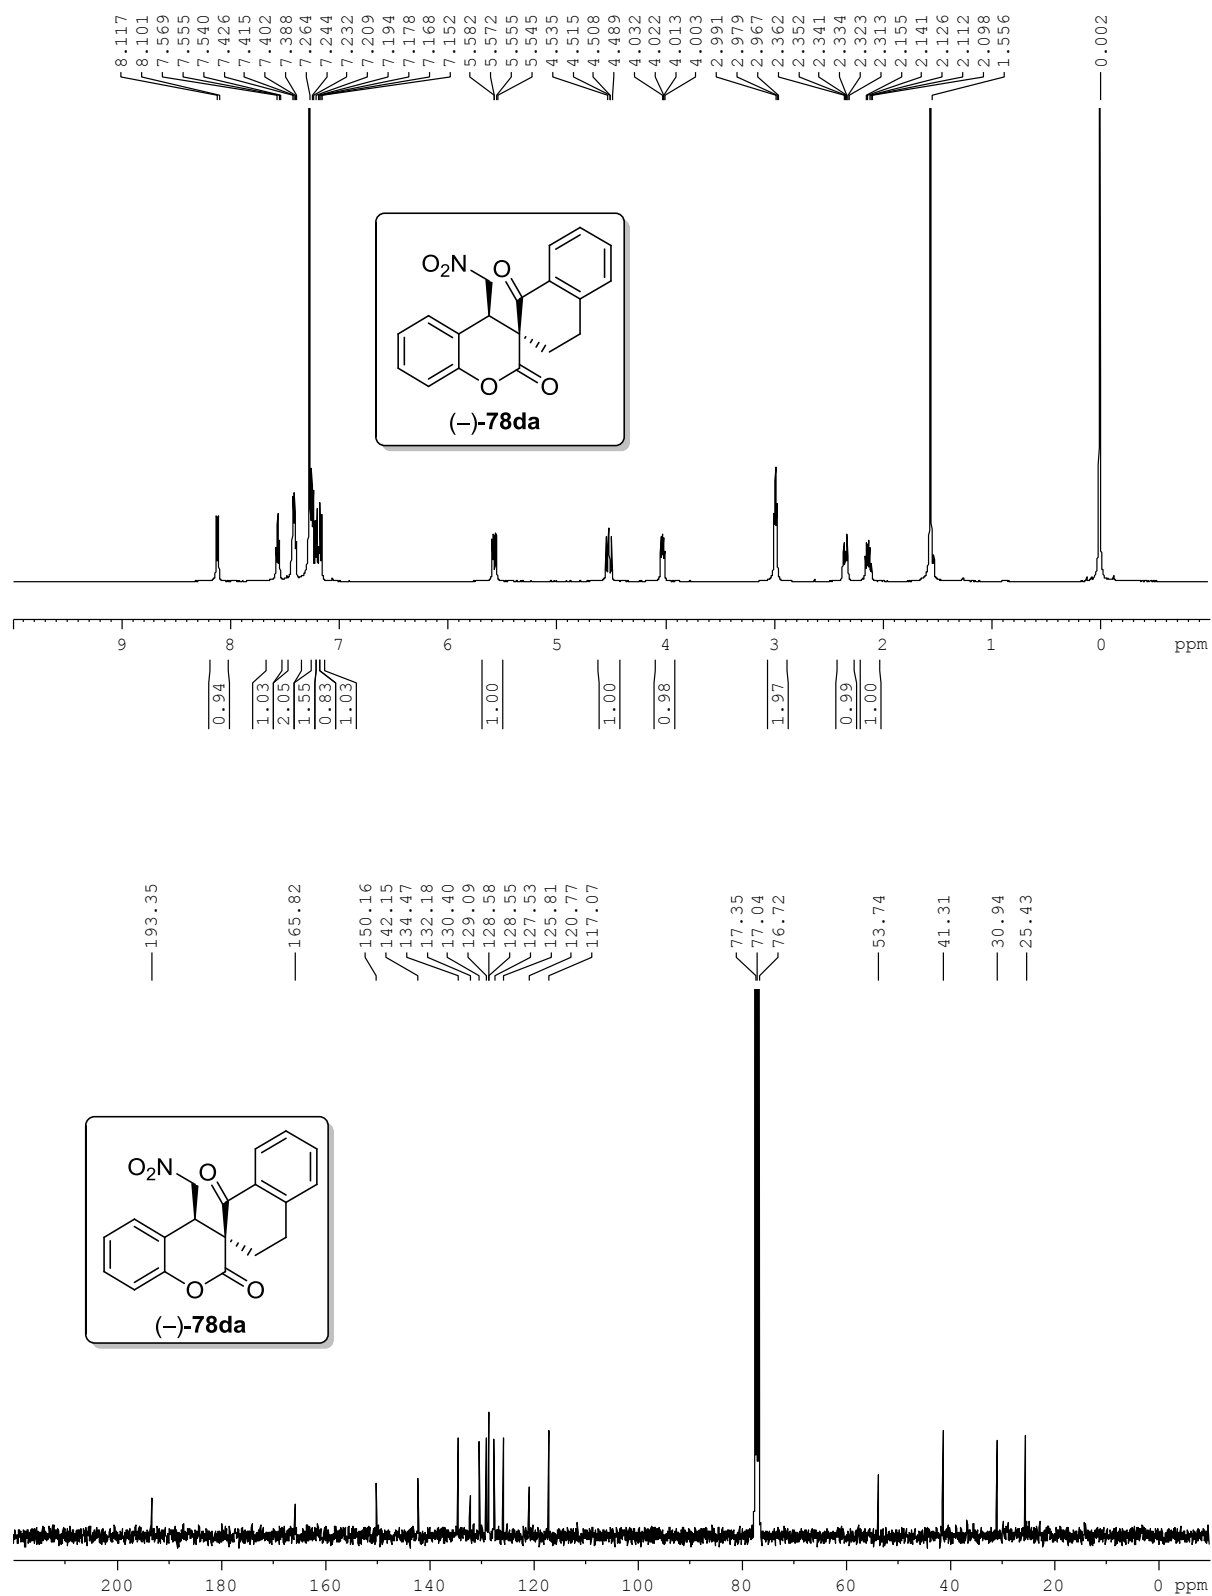 8.117 8.101 7.569 7.555 7.540 7.426 7.415 7.402 7.388 7.264 7.244 7.232 7.209 7.194 7.178 7.168 7.152 5.582 5.572 5.555 5.545 4.535 4.515 4.508 4.489 4.032 4.022 4.013 4.003 2.991 2.979 2.967 2.362 2.352 2.341 2.334 2.323 2.313 2.155 2.141 2.126 2.112 2.098 1.556 0.002
O2N O
O O
(–)-78da
9 8 7 6 5 4 3 2 1 0 ppm
0.94 1.03 2.05 1.55 0.83 1.03 1.00 1.00 0.98 1.97 0.99 1.00
193.35 165.82 150.16 142.15 134.47 132.18 130.40 129.09 128.58 128.55 127.53 125.81 120.77 117.07 77.35 77.04 76.72 53.74 41.31 30.94 25.43
O2N O
O O
(–)-78da
200 180 160 140 120 100 80 60 40 20 0 ppm